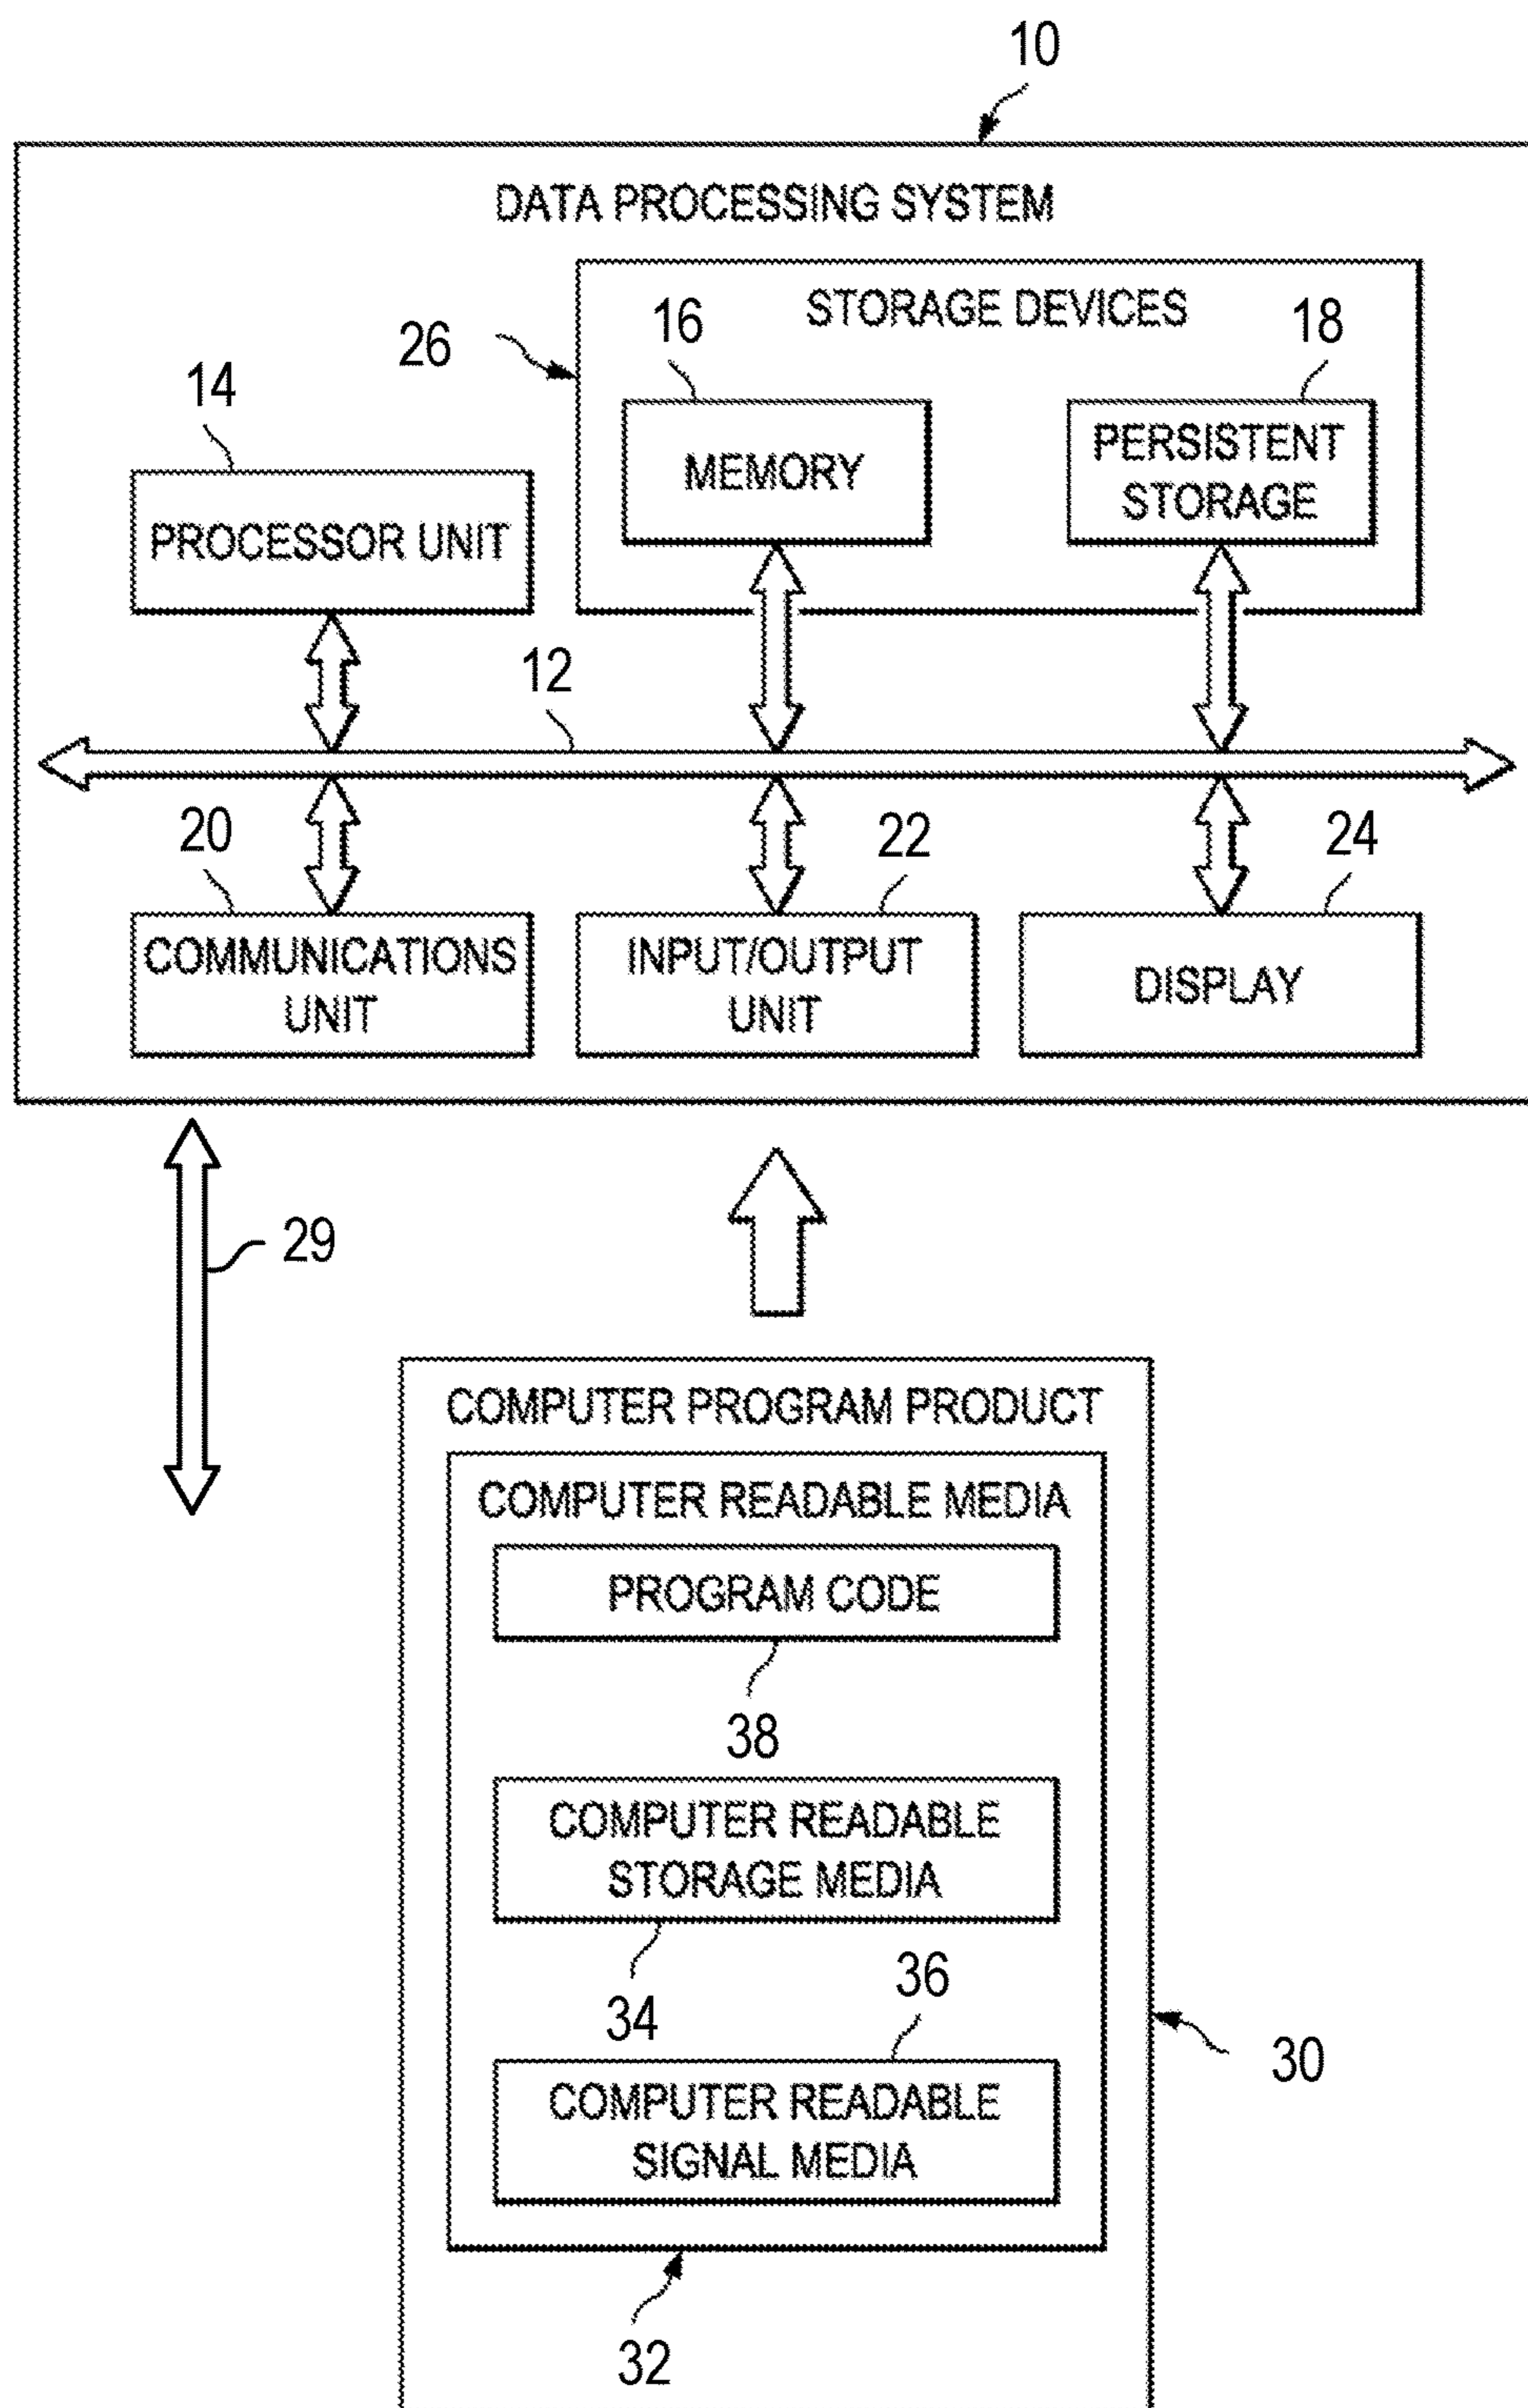 10
DATA PROCESSING SYSTEM
STORAGE DEVICES
26
16
18
14
MEMORY
PERSISTENT
STORAGE
PROCESSOR UNIT
12
20
22
24
COMMUNICATIONS
UNIT
INPUT/OUTPUT
UNIT
DISPLAY
29
COMPUTER PROGRAM PRODUCT
COMPUTER READABLE MEDIA
PROGRAM CODE
38
COMPUTER READABLE
STORAGE MEDIA
34
36
30
COMPUTER READABLE
SIGNAL MEDIA
32